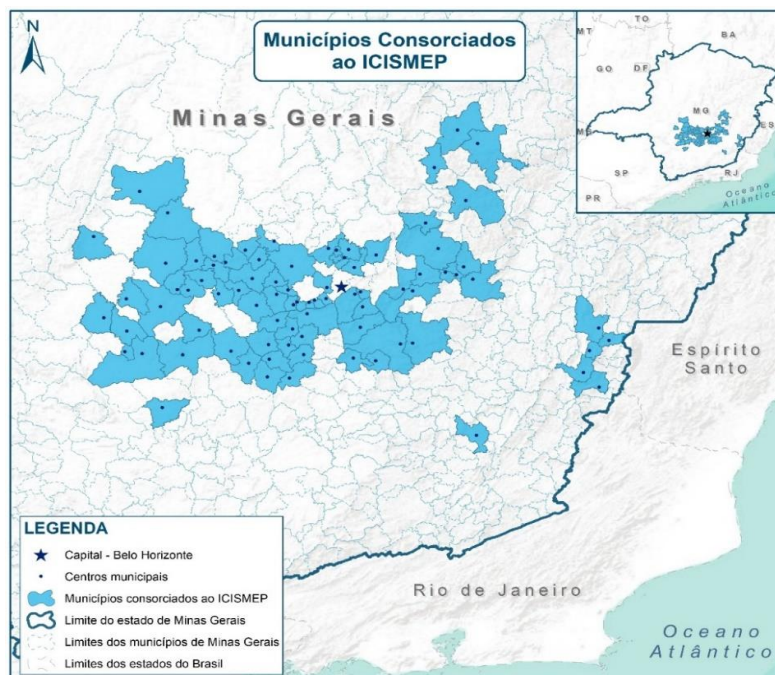 N
Municípios Consorciados
ao ICISMEP
Minas Gerais
MT
TO
BA
GO
DF
MG
ES
MS
SP
RJ
PR
Oceano
Atlântico
Espírito
Santo
Rio de Janeiro
Oceano
Atlântico
LEGENDA
Capital - Belo Horizonte
Centros municipais
Municípios consorciados ao ICISMEP
Limite do estado de Minas Gerais
Limites dos municípios de Minas Gerais
Limites dos estados do Brasil